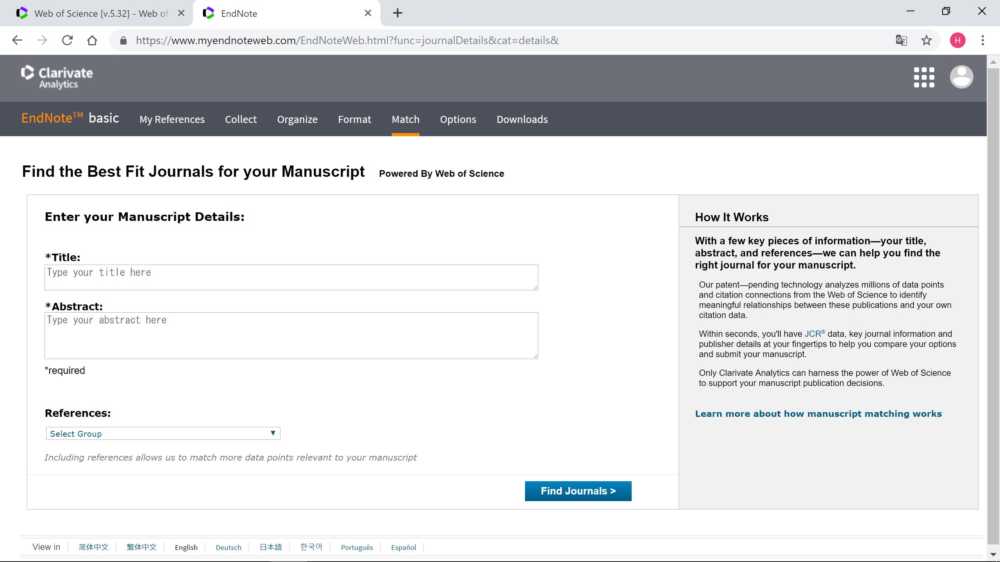 Web of Science [v.5.32] - Web of
EndNote
https://www.myendnoteweb.com/EndNoteWeb.html?func=journalDetails&cat=details&
H
Clarivate
Analytics
EndNote™ basic
My References
Collect
Organize
Format
Match
Options
Downloads
Find the Best Fit Journals for your Manuscript
Powered By Web of Science
Enter your Manuscript Details:
*Title:
Type your title here
*Abstract:
Type your abstract here
*required
References:
Select Group
Including references allows us to match more data points relevant to your manuscript
Find Journals >
How It Works
With a few key pieces of information—your title,
abstract, and references—we can help you find the
right journal for your manuscript.
Our patent—pending technology analyzes millions of data points
and citation connections from the Web of Science to identify
meaningful relationships between these publications and your own
citation data.
Within seconds, you'll have JCR® data, key journal information and
publisher details at your fingertips to help you compare your options
and submit your manuscript.
Only Clarivate Analytics can harness the power of Web of Science
to support your manuscript publication decisions.
Learn more about how manuscript matching works
View in
简体中文
繁体中文
English
Deutsch
日本語
한국어
Português
Español